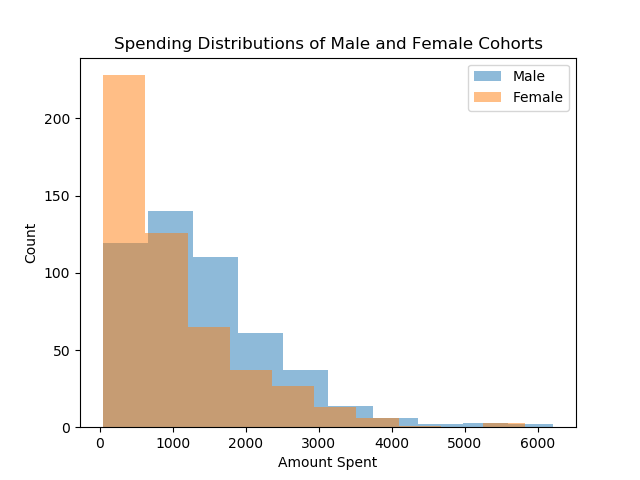 Spending Distributions of Male and Female Cohorts
Male
Female
200
150
100
50
0
Count
0 1000 2000 3000 4000 5000 6000
Amount Spent